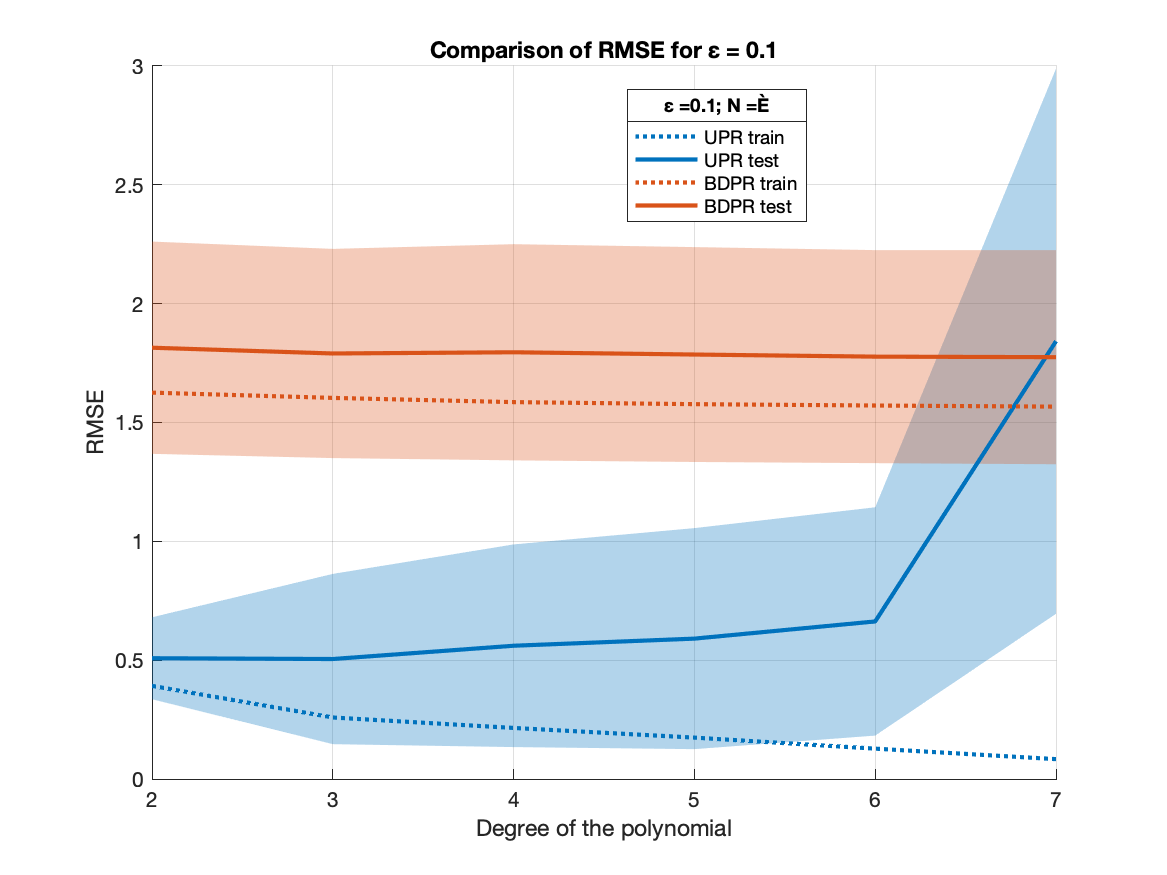 Comparison of RMSE for ε = 0.1
3
2.5
2
1.5
1
0.5
0
RMSE
ε =0.1; N =È
UPR train
UPR test
BDPR train
BDPR test
2 3 4 5 6 7
Degree of the polynomial